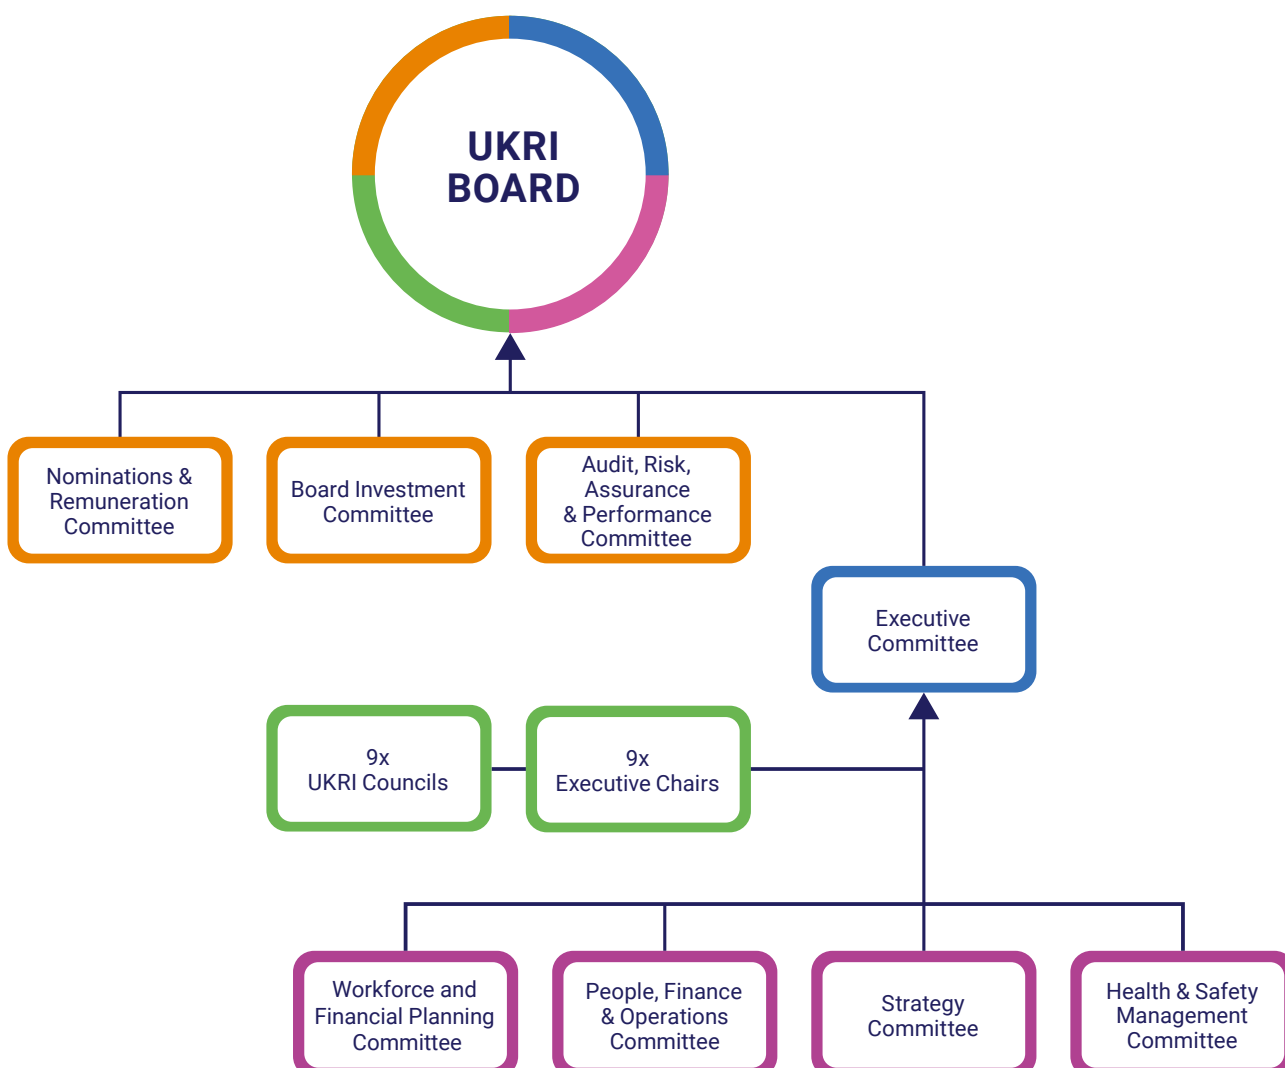 UKRI
BOARD
Nominations &
Remuneration
Committee
Board Investment
Committee
Audit, Risk,
Assurance
& Performance
Committee
Executive
Committee
9x
UKRI Councils
9x
Executive Chairs
Workforce and
Financial Planning
Committee
People, Finance
& Operations
Committee
Strategy
Committee
Health & Safety
Management
Committee